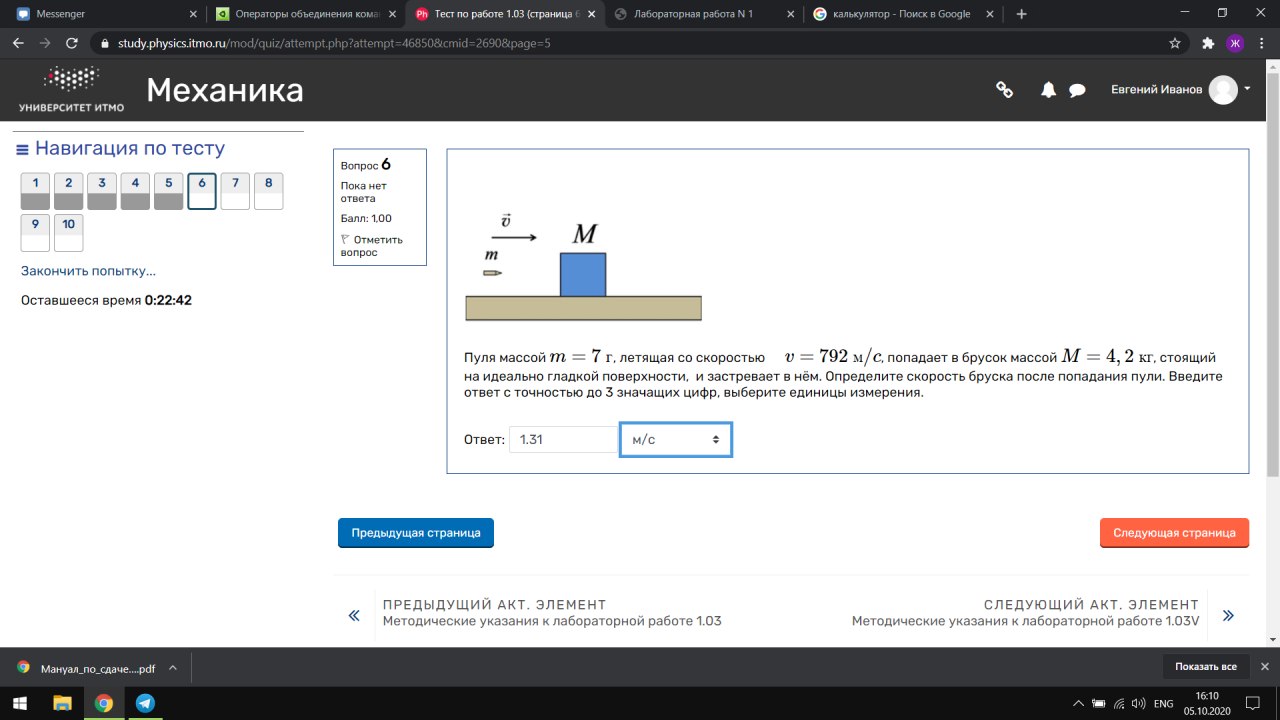 Messenger
Операторы объединения кома
Ph Тест по работе 1.03 (страница 6
Лабораторная работа N 1
калькулятор - Поиск в Google
study.physics.itmo.ru/mod/quiz/attempt.php?attempt=46850&cmid=2690&page=5
Ж
УНИВЕРСИТЕТ ИТМО
Механика
Евгений Иванов
Навигация по тесту
1 2 3 4 5 6 7 8
9 10
Закончить попытку...
Оставшееся время 0:22:42
Вопрос 6
Пока нет
ответа
Балл: 1,00
Отметить
вопрос
v⃗
M
m
Пуля массой m = 7 г, летящая со скоростью v = 792 м/с, попадает в брусок массой M = 4, 2 кг, стоящий
на идеально гладкой поверхности, и застревает в нём. Определите скорость бруска после попадания пули. Введите
ответ с точностью до 3 значащих цифр, выберите единицы измерения.
Ответ: 1.31 м/с
Предыдущая страница
Следующая страница
ПРЕДЫДУЩИЙ АКТ. ЭЛЕМЕНТ
Методические указания к лабораторной работе 1.03
СЛЕДУЮЩИЙ АКТ. ЭЛЕМЕНТ
Методические указания к лабораторной работе 1.03V
Мануал_по_сдаче....pdf
Показать все
ENG
16:10
05.10.2020